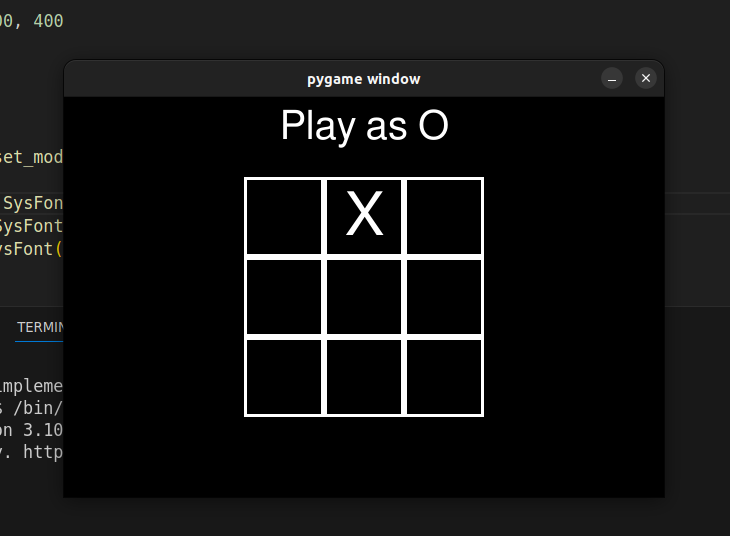 00, 400
pygame window
Play as O
X
set_mod
SysFon
SysFont
ysFont(
TERMIN
impleme
S /bin/
on 3.10
y. http